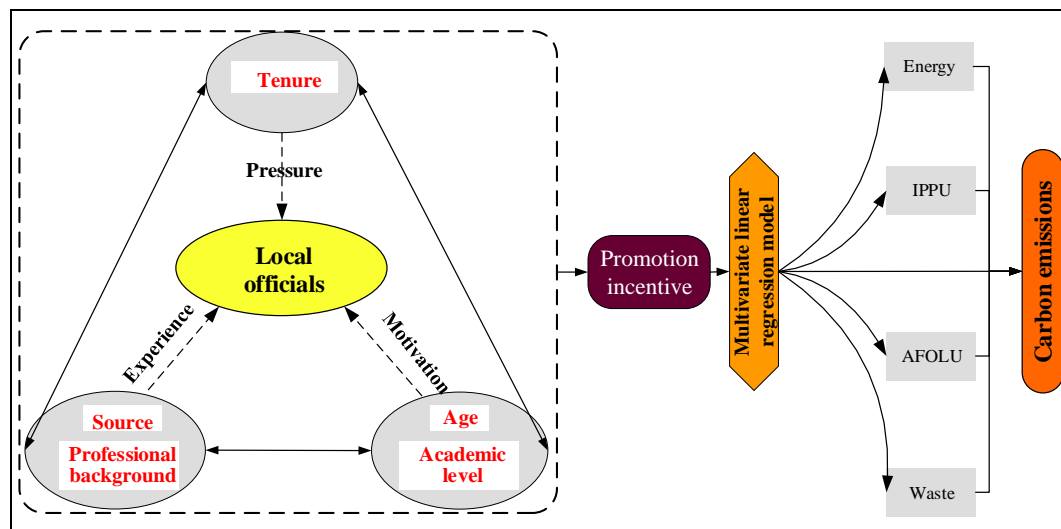 Tenure
Pressure
Local
officials
Experience
Motivation
Source
Professional
background
Age
Academic
level
Promotion
incentive
Multivariate linear
regression model
Energy
IPPU
AFOLU
Waste
Carbon emissions